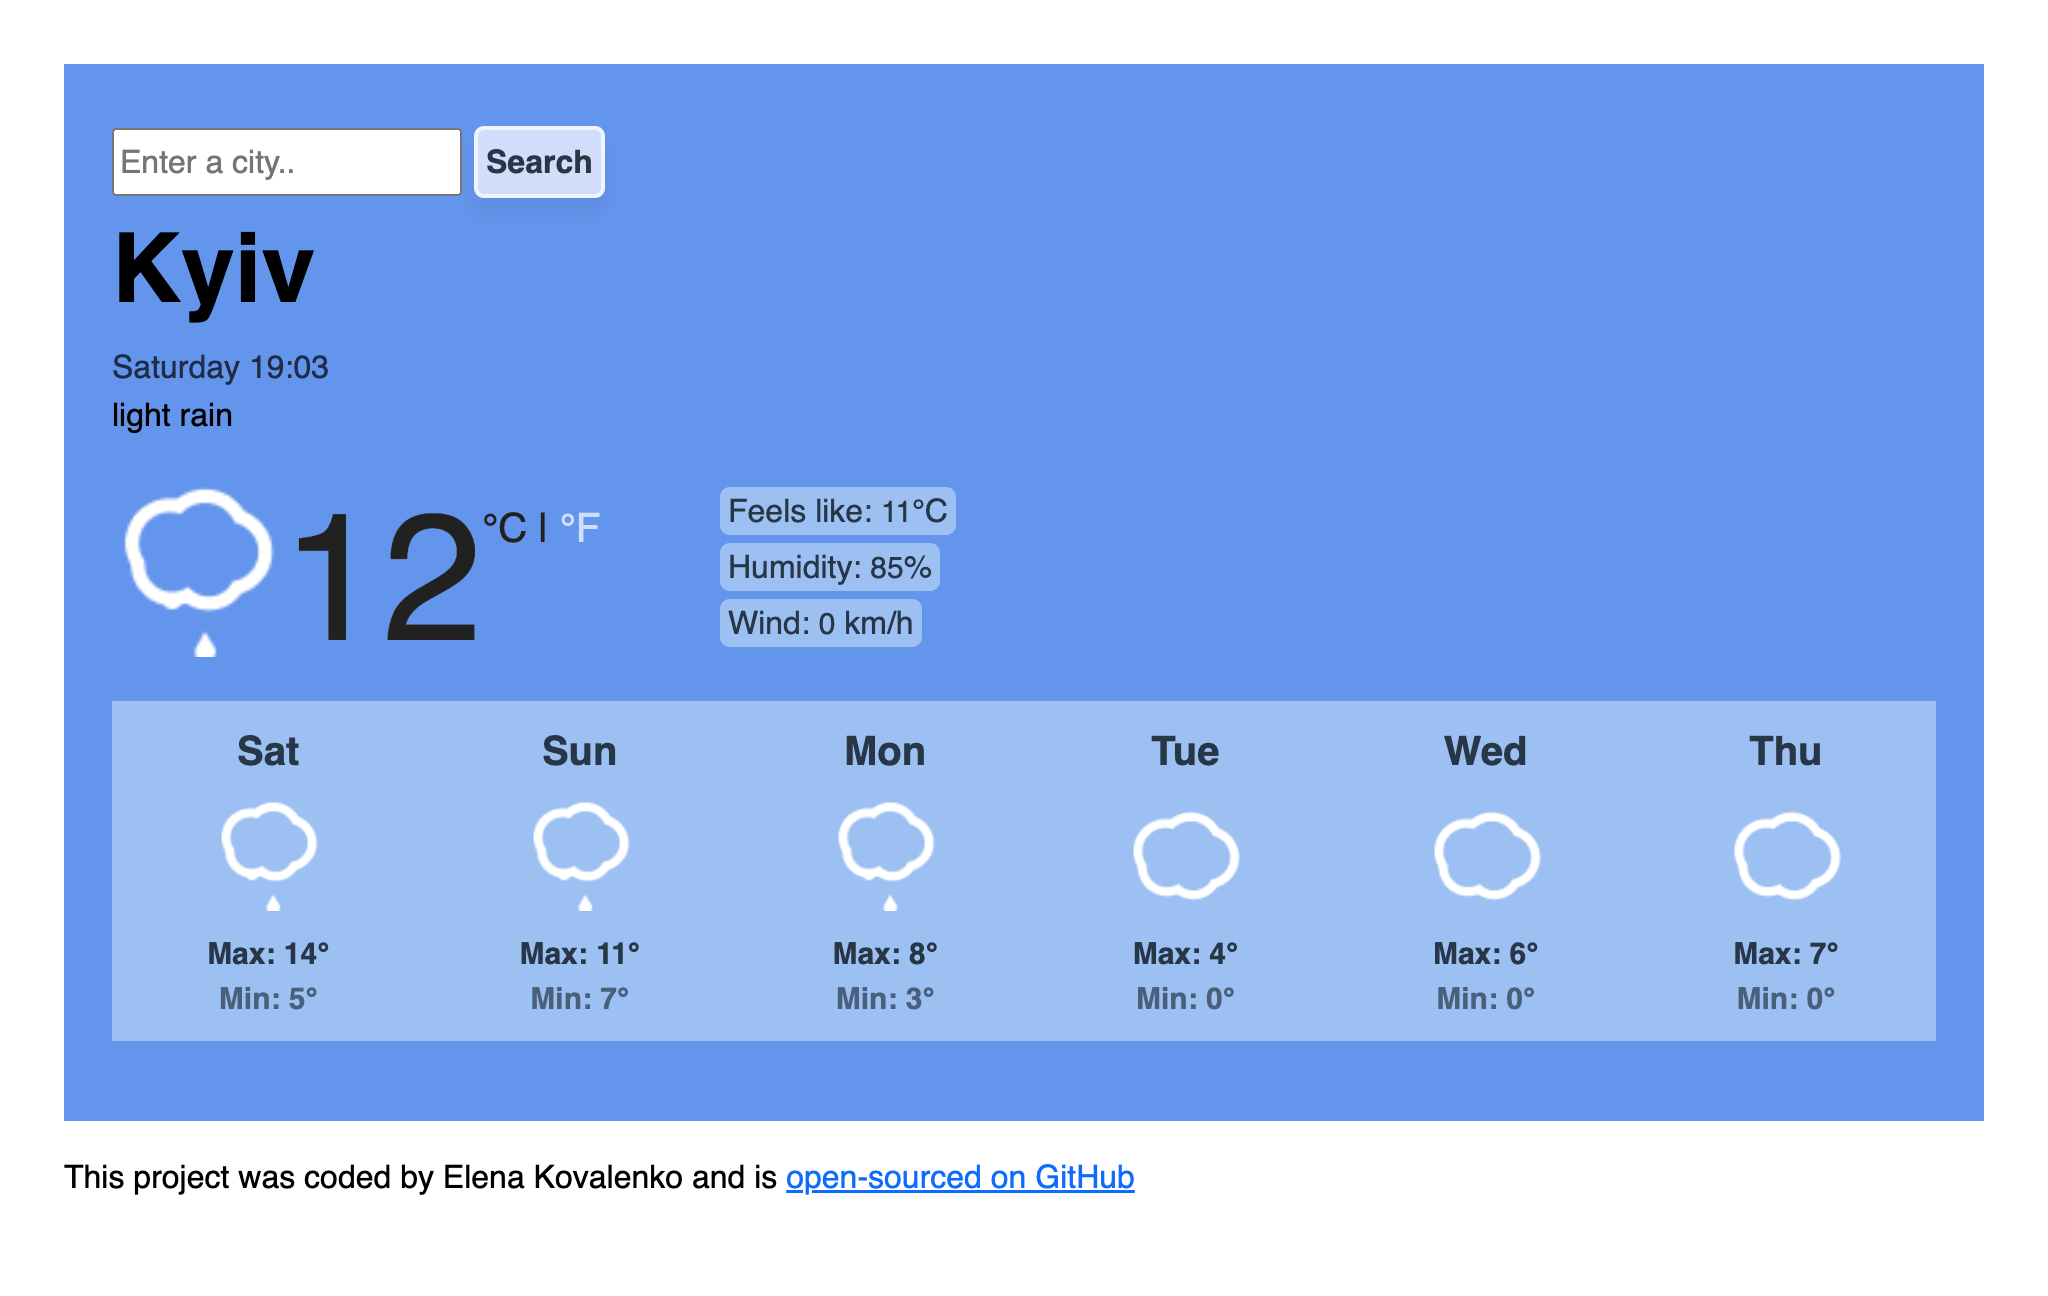 Enter a city..
Search
Kyiv
Saturday 19:03
light rain
12 °C | °F
Feels like: 11°C
Humidity: 85%
Wind: 0 km/h
Sat Sun Mon Tue Wed Thu
Max: 14° Max: 11° Max: 8° Max: 4° Max: 6° Max: 7°
Min: 5° Min: 7° Min: 3° Min: 0° Min: 0° Min: 0°
This project was coded by Elena Kovalenko and is open-sourced on GitHub